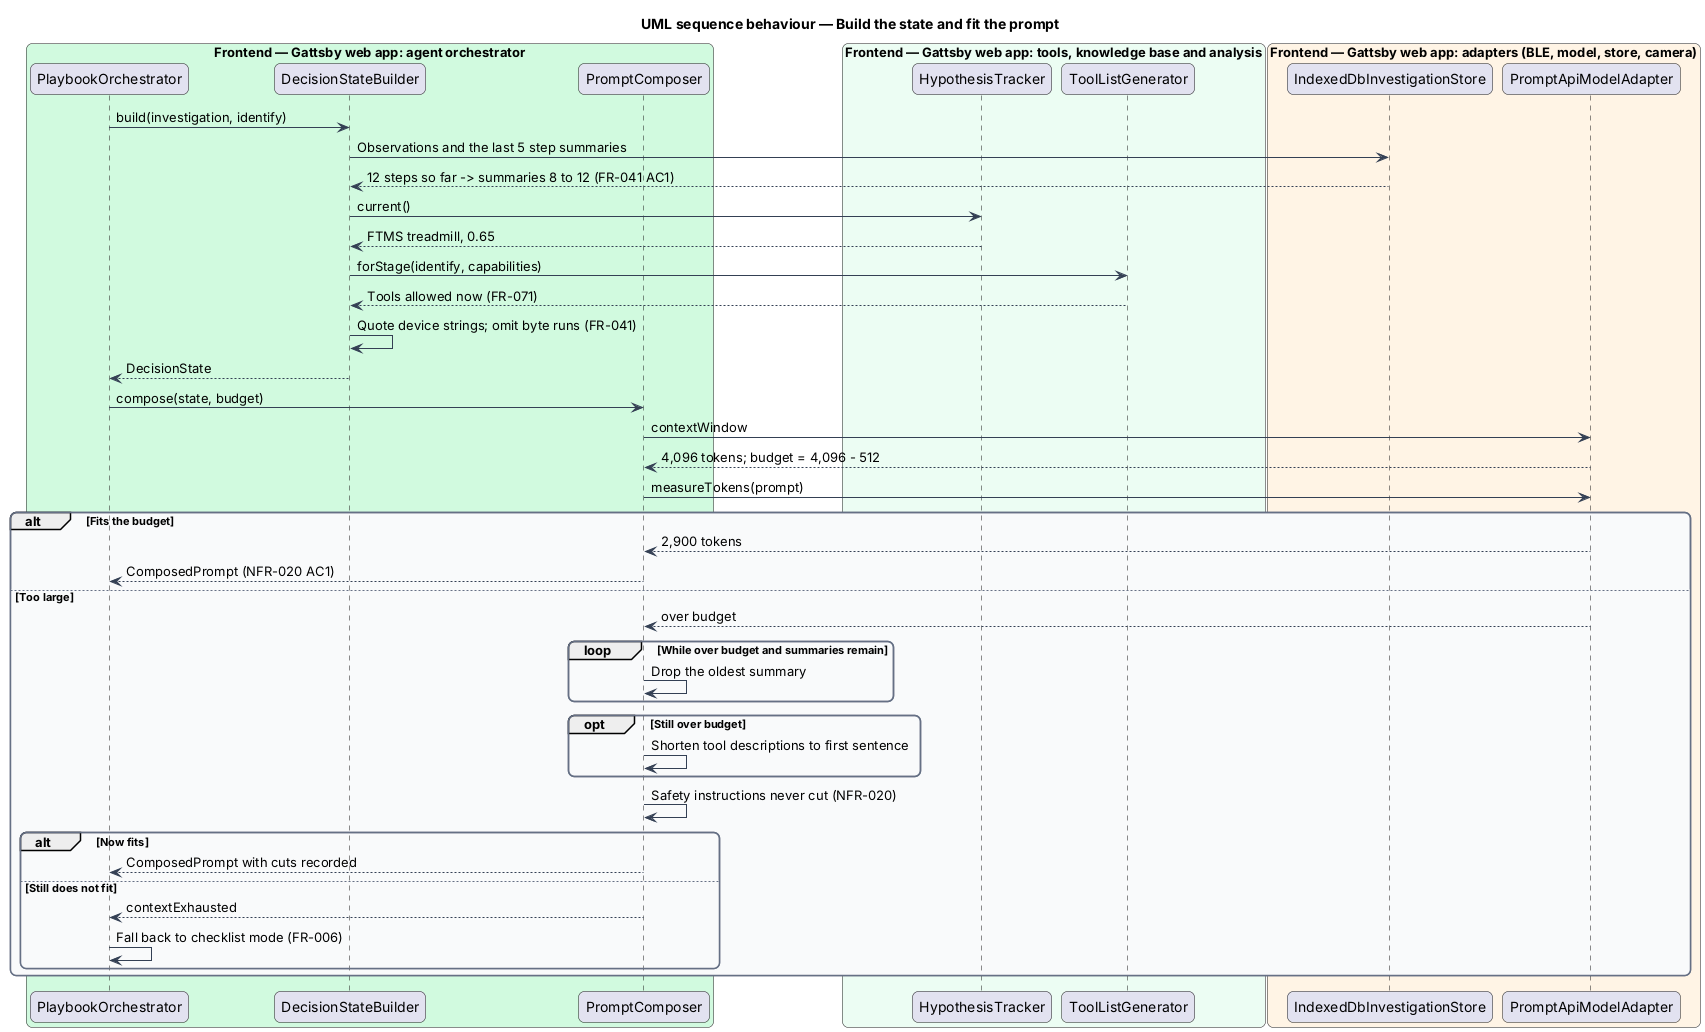 UML sequence behaviour — Build the state and fit the prompt
Frontend — Gattsby web app: agent orchestrator
Frontend — Gattsby web app: tools, knowledge base and analysis
Frontend — Gattsby web app: adapters (BLE, model, store, camera)
PlaybookOrchestrator
DecisionStateBuilder
PromptComposer
HypothesisTracker
ToolListGenerator
IndexedDbInvestigationStore
PromptApiModelAdapter
build(investigation, identify)
Observations and the last 5 step summaries
12 steps so far -> summaries 8 to 12 (FR-041 AC1)
current()
FTMS treadmill, 0.65
forStage(identify, capabilities)
Tools allowed now (FR-071)
Quote device strings; omit byte runs (FR-041)
DecisionState
compose(state, budget)
contextWindow
4,096 tokens; budget = 4,096 - 512
measureTokens(prompt)
alt
[Fits the budget]
2,900 tokens
ComposedPrompt (NFR-020 AC1)
[Too large]
over budget
loop
[While over budget and summaries remain]
Drop the oldest summary
opt
[Still over budget]
Shorten tool descriptions to first sentence
Safety instructions never cut (NFR-020)
alt
[Now fits]
ComposedPrompt with cuts recorded
[Still does not fit]
contextExhausted
Fall back to checklist mode (FR-006)
PlaybookOrchestrator
DecisionStateBuilder
PromptComposer
HypothesisTracker
ToolListGenerator
IndexedDbInvestigationStore
PromptApiModelAdapter